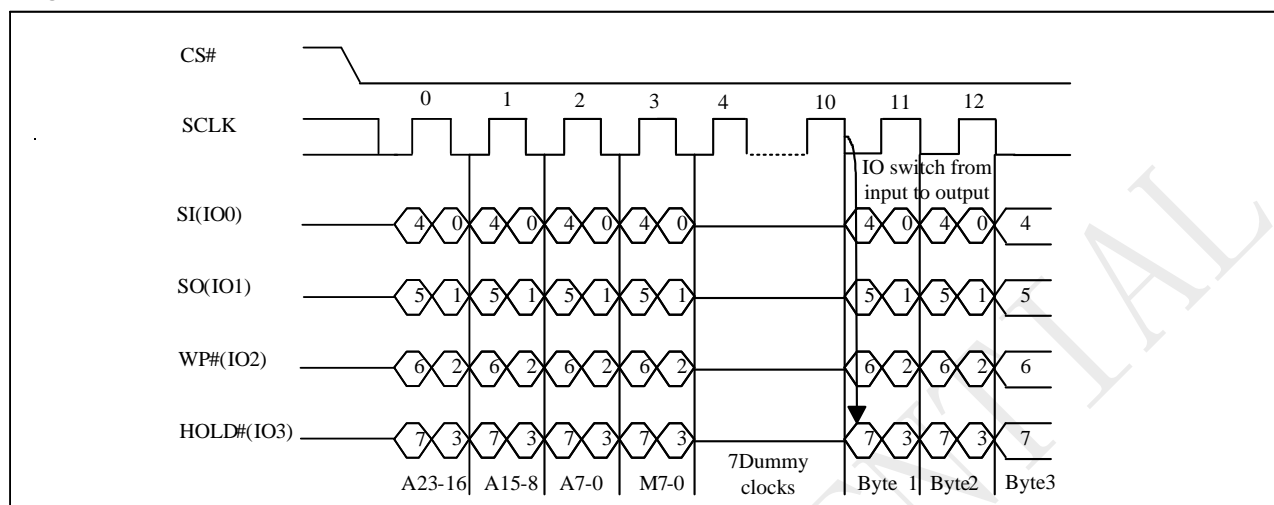 CS#
0 1 2 3 4 10 11 12
SCLK
IO switch from
input to output
SI(IO0) 4 0 4 0 4 0 4 0 4 0 4 0 4
SO(IO1) 5 1 5 1 5 1 5 1 5 1 5 1 5
WP#(IO2) 6 2 6 2 6 2 6 2 6 2 6 2 6
HOLD#(IO3) 7 3 7 3 7 3 7 3 7 3 7 3 7
A23-16 A15-8 A7-0 M7-0 7Dummy
clocks Byte 1 Byte2 Byte3